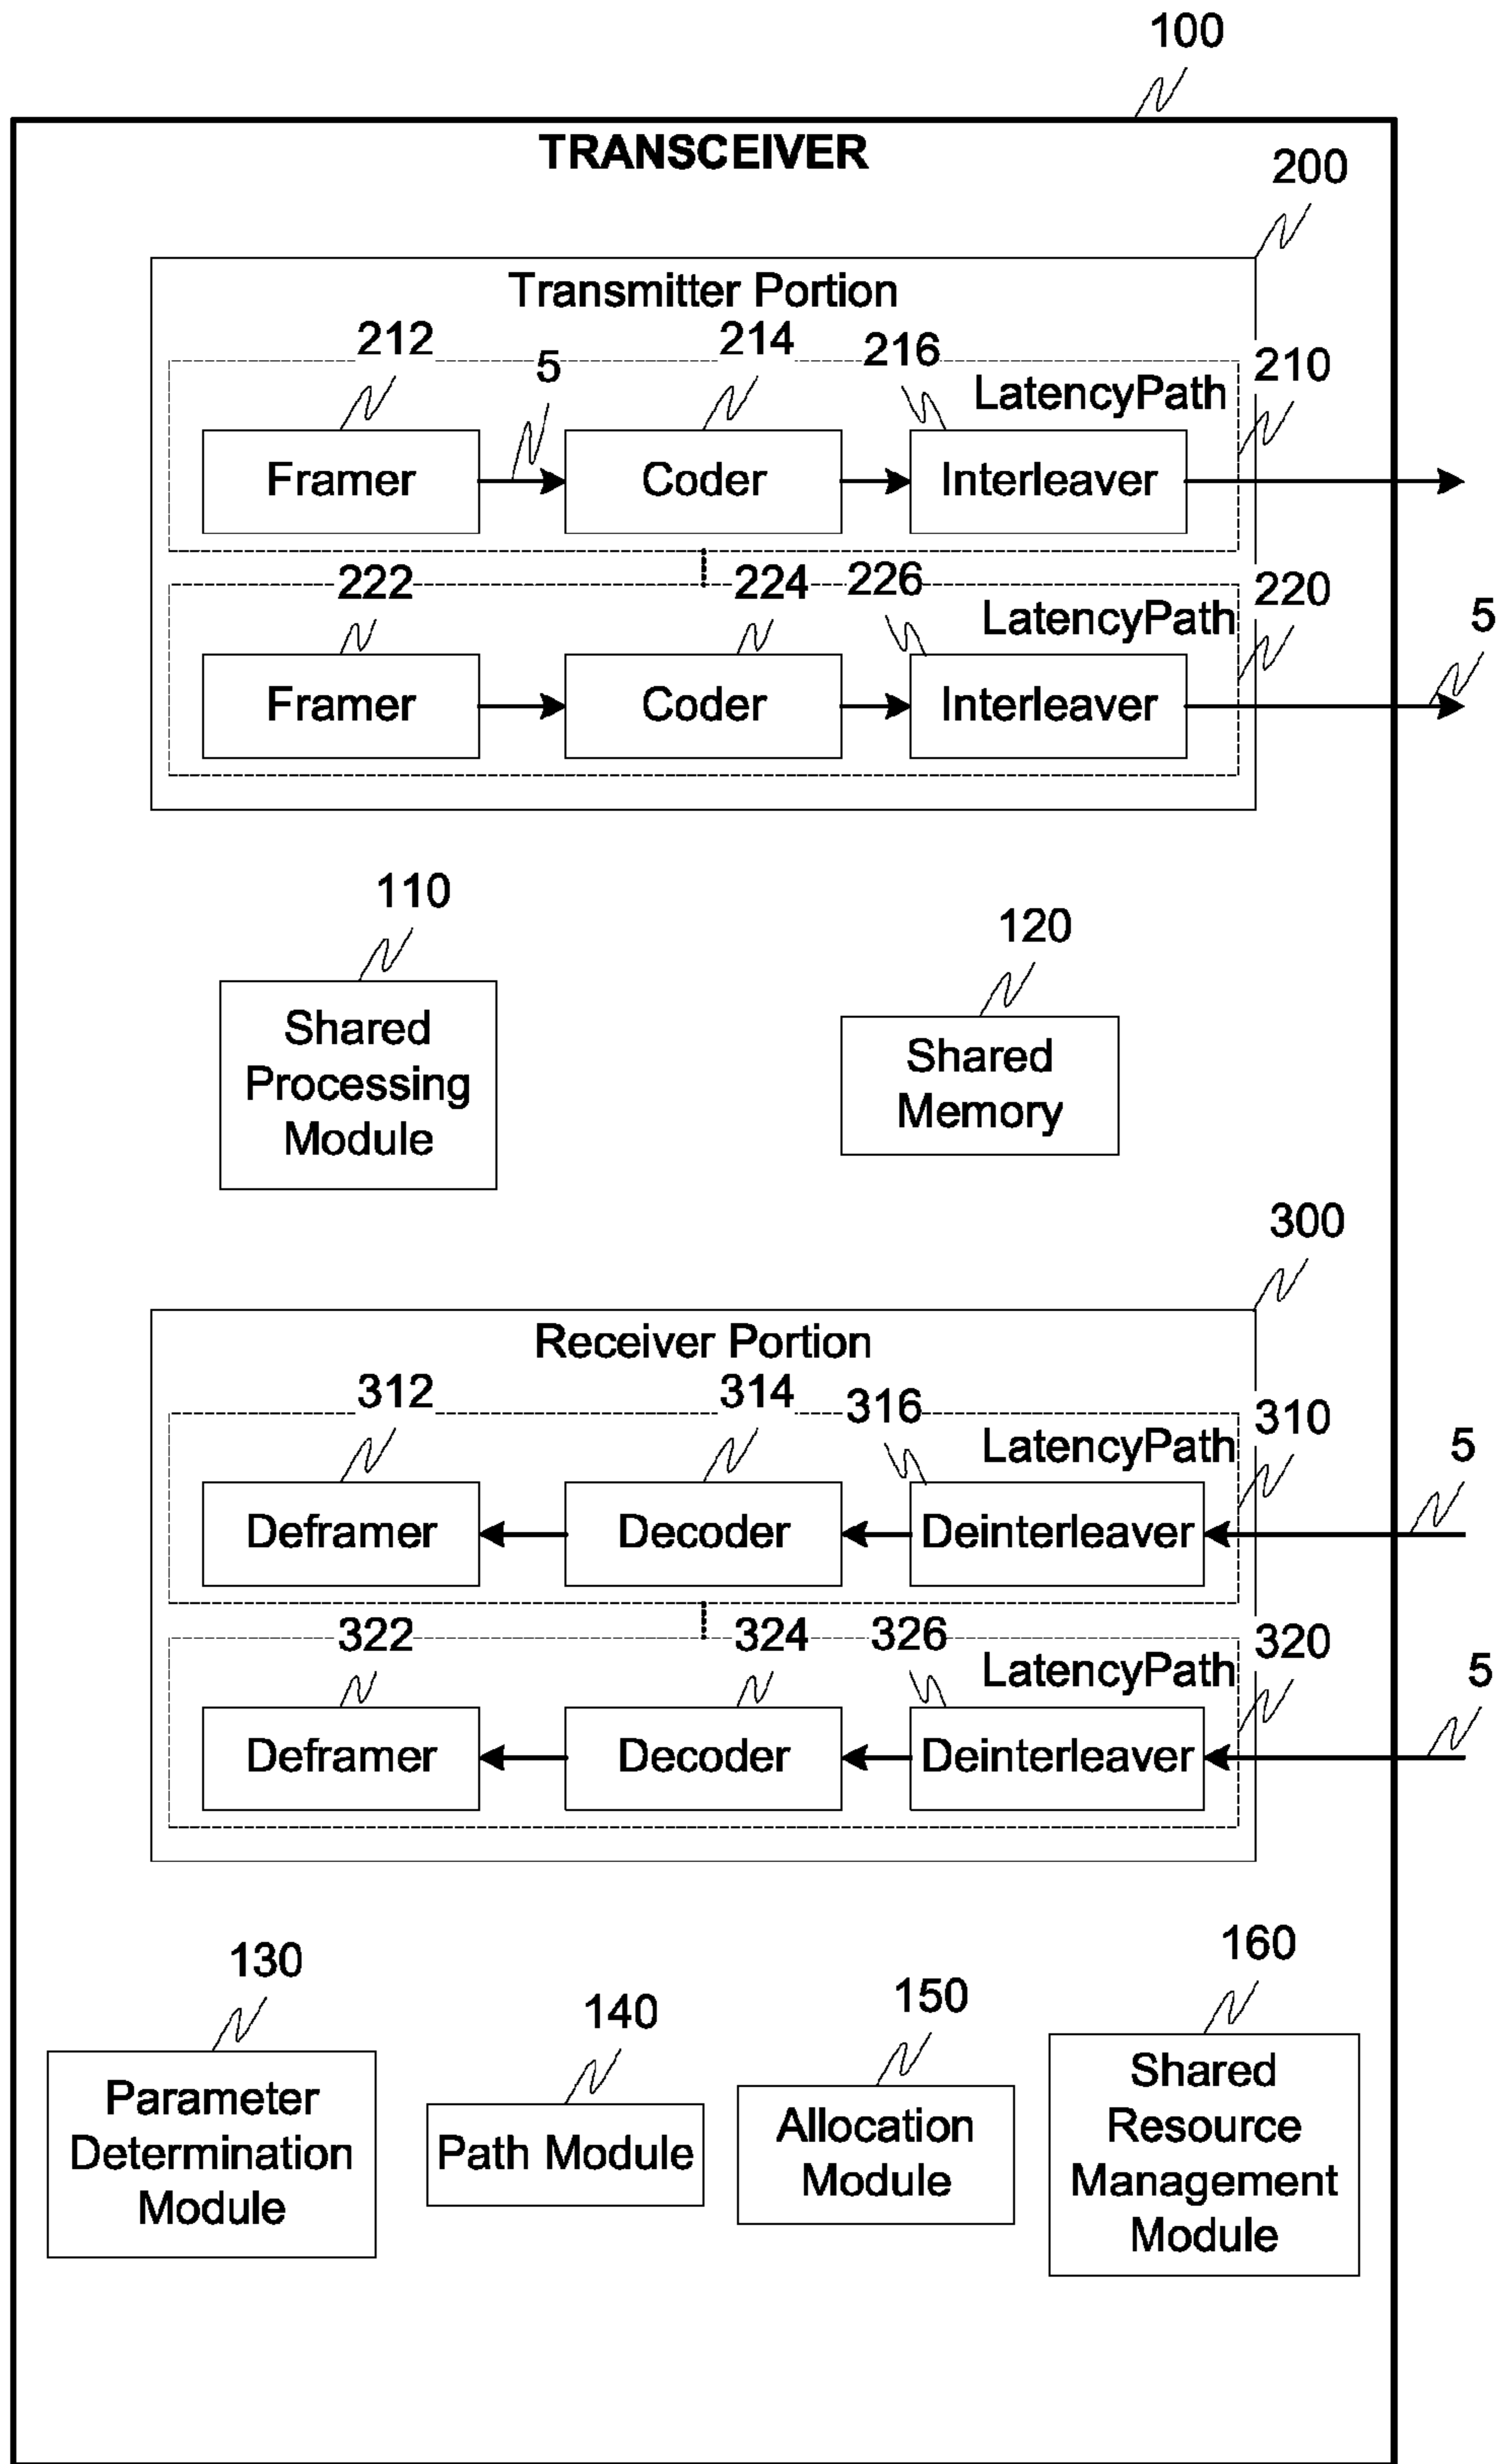 100
TRANSCEIVER
200
Transmitter Portion
212
5
214
216
210
LatencyPath
Framer
Coder
Interleaver
222
224
226
220
5
LatencyPath
Framer
Coder
Interleaver
110
120
Shared
Processing
Module
Shared
Memory
300
Receiver Portion
312
314
316
310
5
LatencyPath
Deframer
Decoder
Deinterleaver
322
324
326
320
5
LatencyPath
Deframer
Decoder
Deinterleaver
130
140
150
160
Parameter
Determination
Module
Path Module
Allocation
Module
Shared
Resource
Management
Module